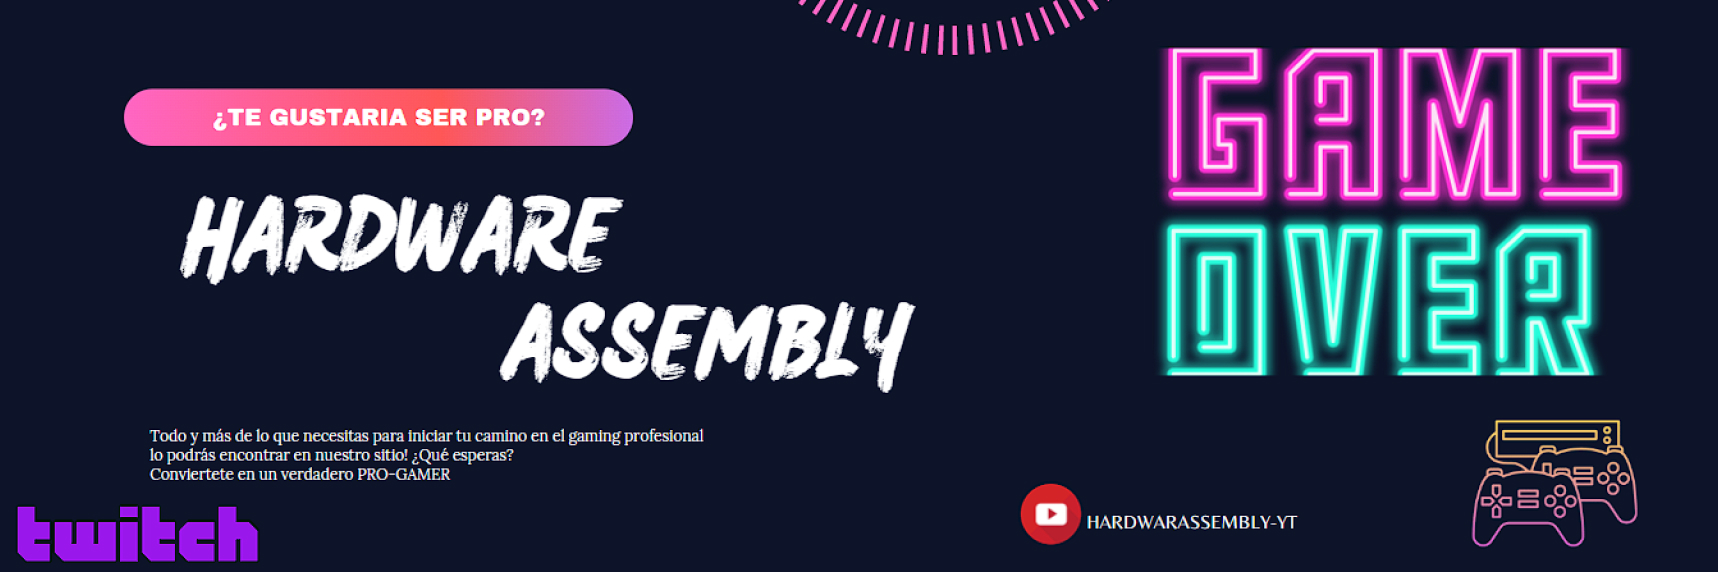 ¿TE GUSTARIA SER PRO?
HARDWARE
ASSEMBLY
GAME
OVER
Todo y más de lo que necesitas para iniciar tu camino en el gaming profesional
lo podrás encontrar en nuestro sitio! ¿Qué esperas?
Conviertete en un verdadero PRO-GAMER
twitch
HARDWARASSEMBLY-YT